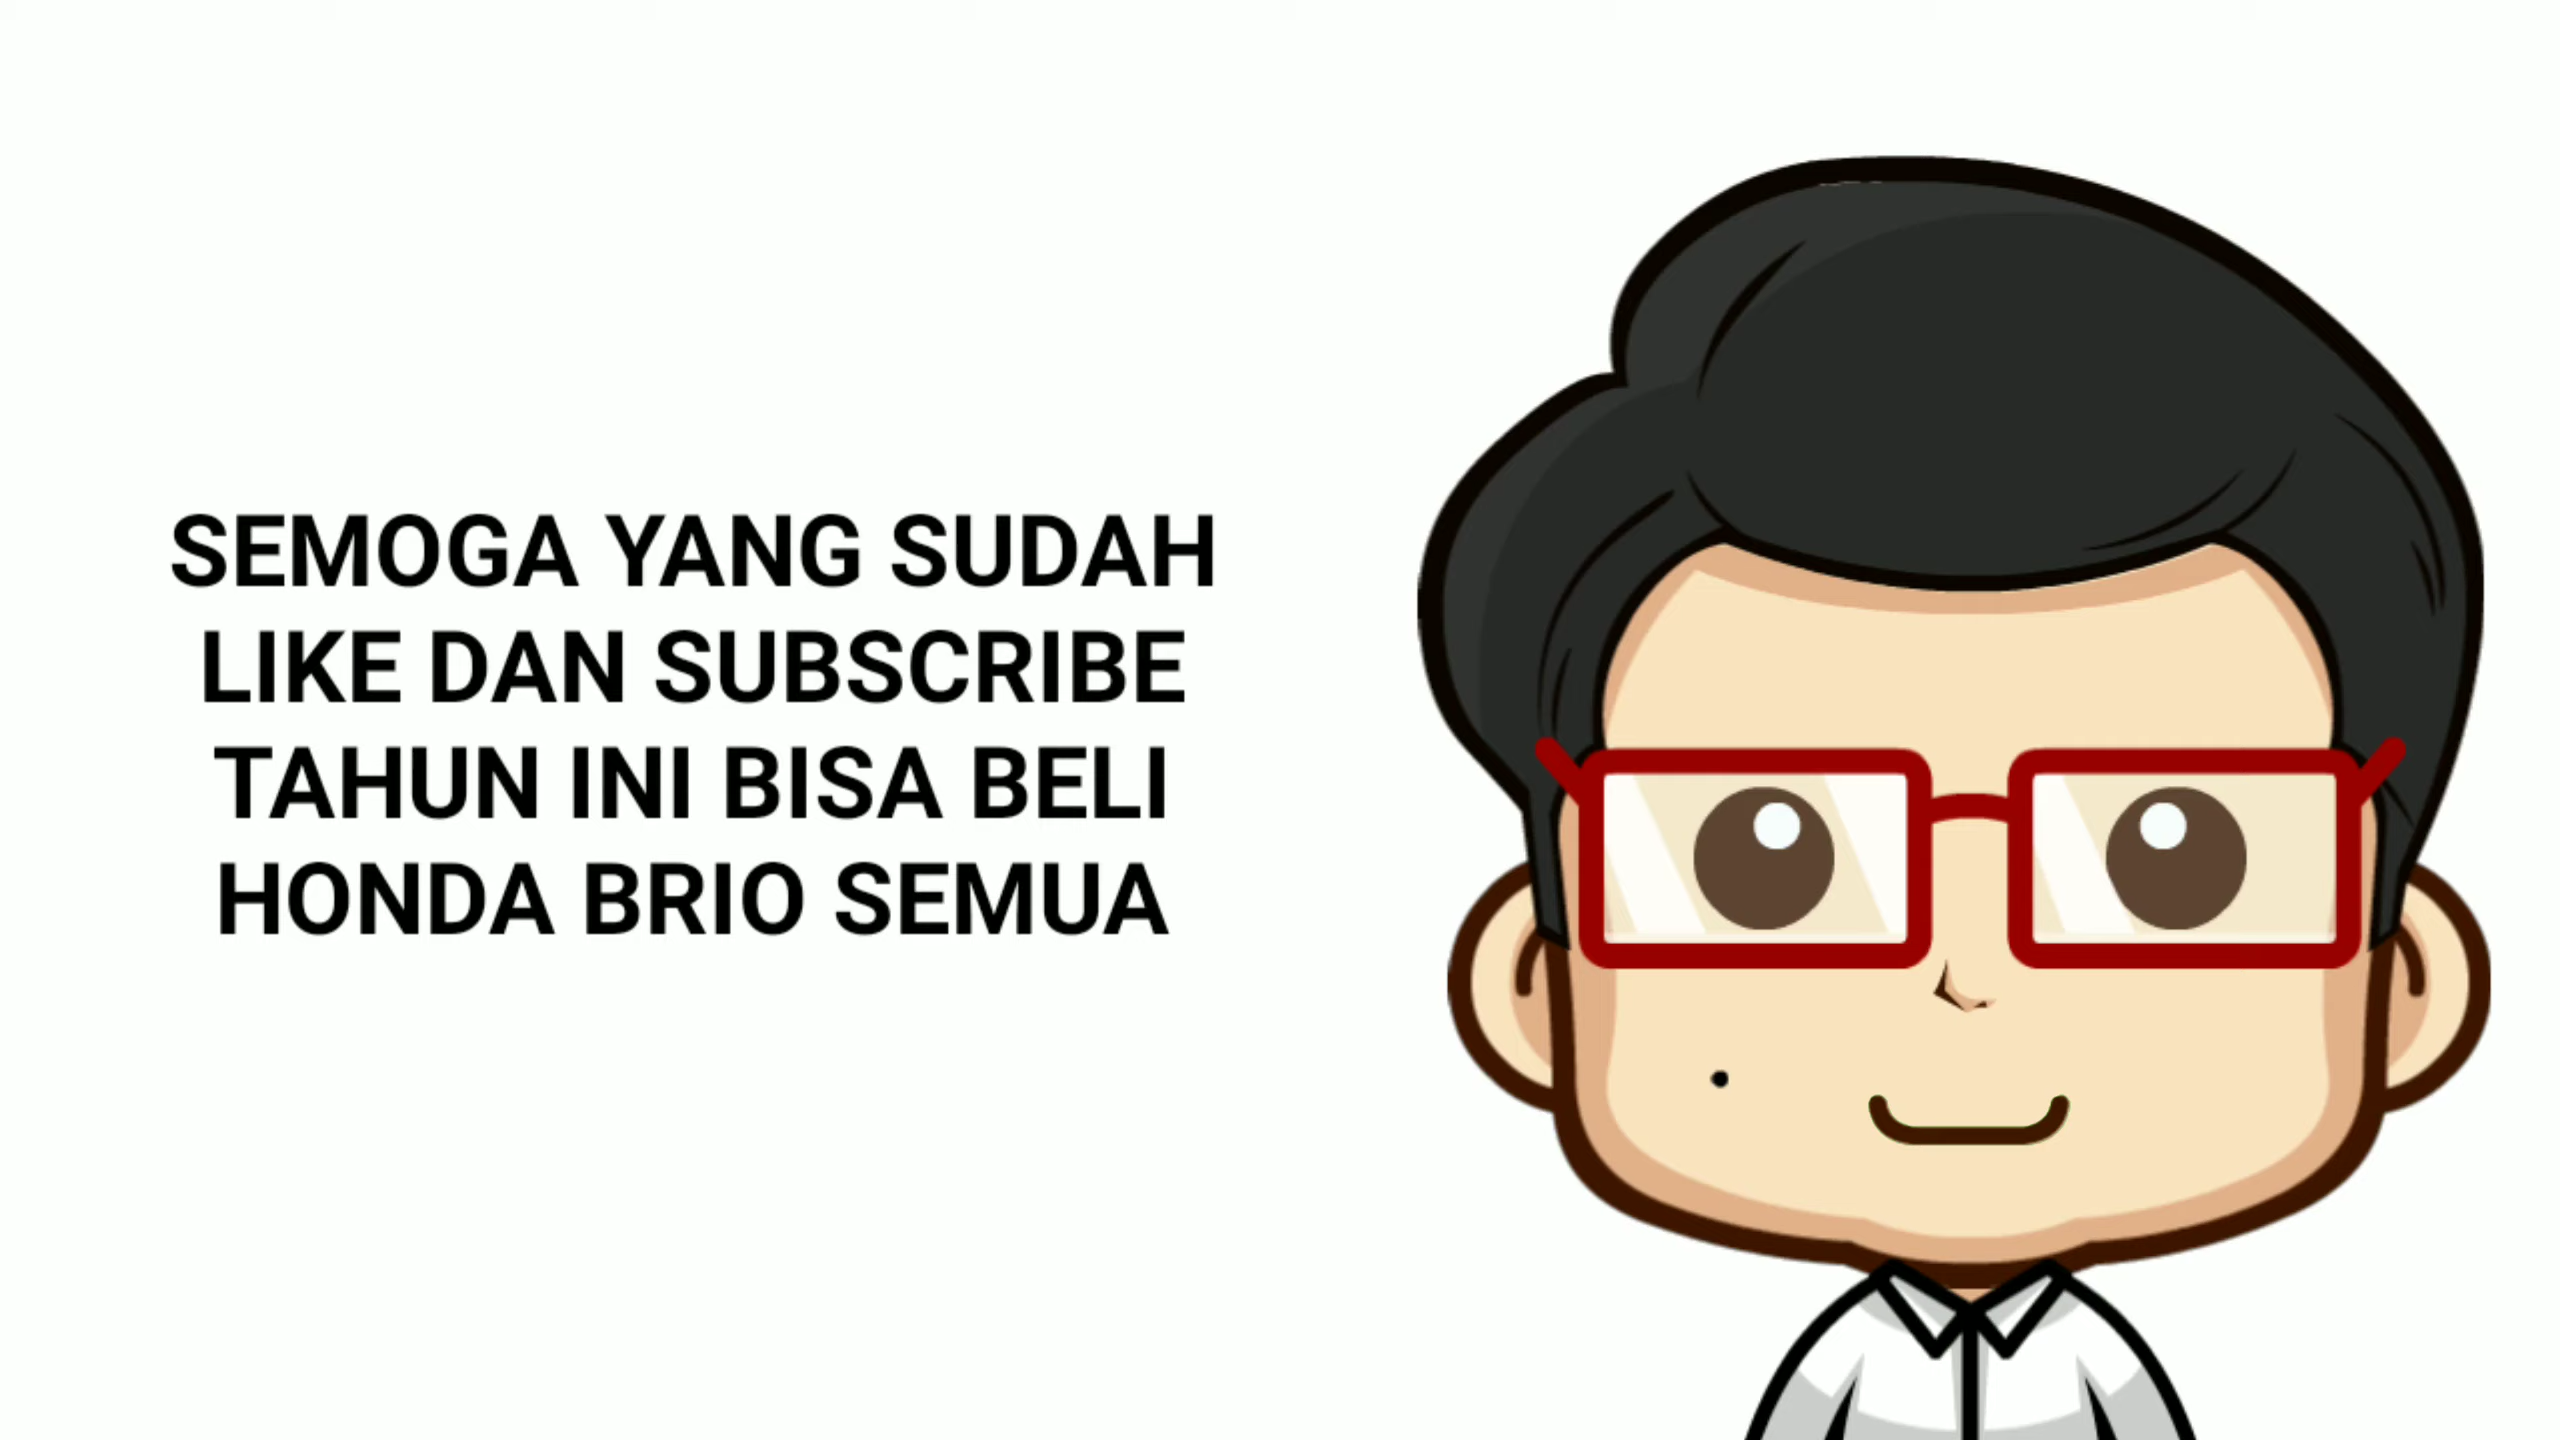 SEMOGA YANG SUDAH
LIKE DAN SUBSCRIBE
TAHUN INI BISA BELI
HONDA BRIO SEMUA